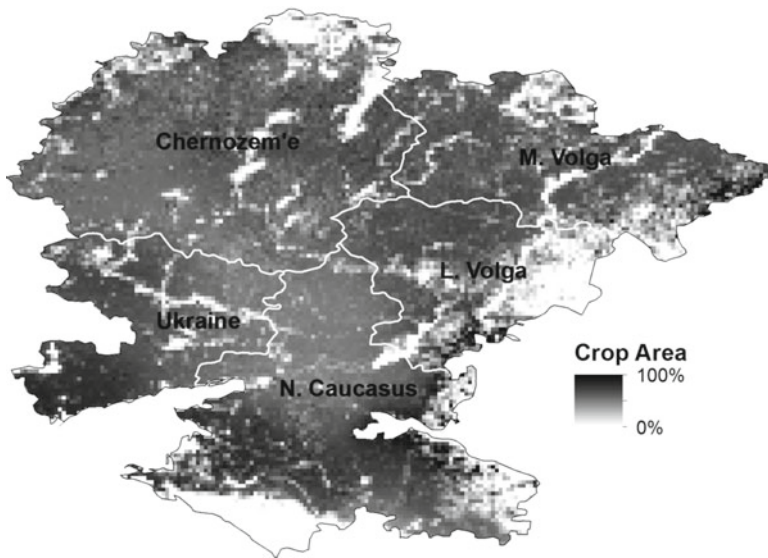 Chernozem'e
M. Volga
L. Volga
Ukraine
N. Caucasus
Crop Area
100%
0%